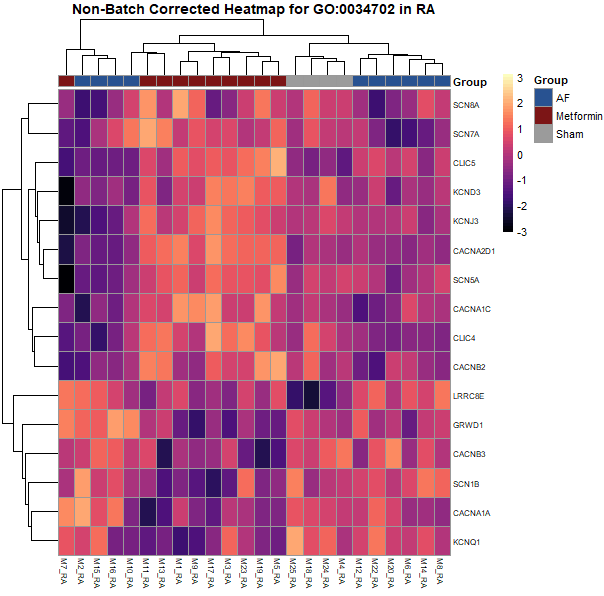 Non-Batch Corrected Heatmap for GO:0034702 in RA
Group
SCN8A
SCN7A
CLIC5
KCND3
KCNJ3
CACNA2D1
SCN5A
CACNA1C
CLIC4
CACNB2
LRRC8E
GRWD1
CACNB3
SCN1B
CACNA1A
KCNQ1
3
2
1
0
-1
-2
-3
Group
AF
Metformin
Sham
M7_RA
M2_RA
M15_RA
M16_RA
M10_RA
M11_RA
M13_RA
M1_RA
M9_RA
M17_RA
M3_RA
M23_RA
M19_RA
M5_RA
M25_RA
M18_RA
M24_RA
M4_RA
M12_RA
M22_RA
M20_RA
M6_RA
M14_RA
M8_RA